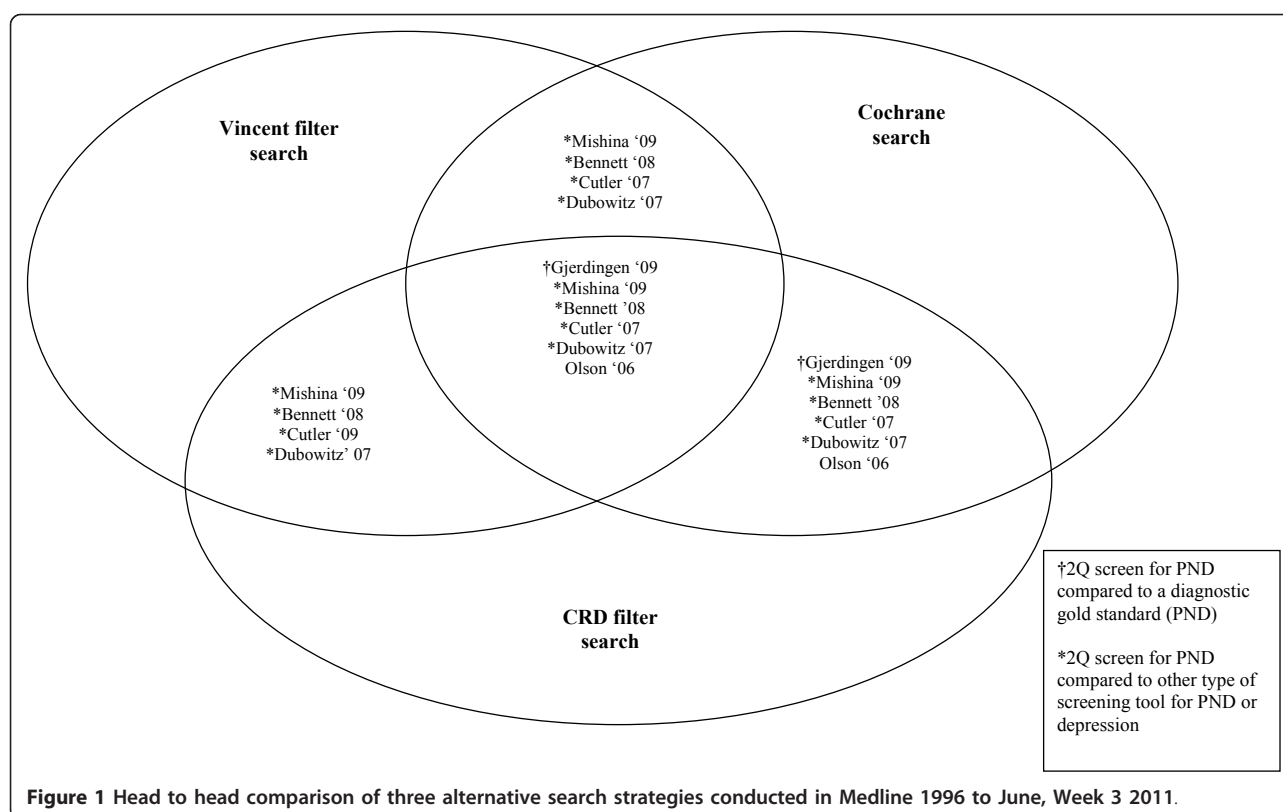 Vincent filter
search
Cochrane
search
*Mishina ‘09
*Bennett ‘08
*Cutler ‘07
*Dubowitz ‘07
†Gjerdingen ‘09
*Mishina ‘09
*Bennett ’08
*Cutler ‘07
*Dubowitz ‘07
Olson ‘06
*Mishina ‘09
*Bennett ‘08
*Cutler ‘09
*Dubowitz’ 07
†Gjerdingen ‘09
*Mishina ‘09
*Bennett ’08
*Cutler ‘07
*Dubowitz ‘07
Olson ‘06
CRD filter
search
†2Q screen for PND
compared to a diagnostic
gold standard (PND)
*2Q screen for PND
compared to other type of
screening tool for PND or
depression
Figure 1 Head to head comparison of three alternative search strategies conducted in Medline 1996 to June, Week 3 2011.